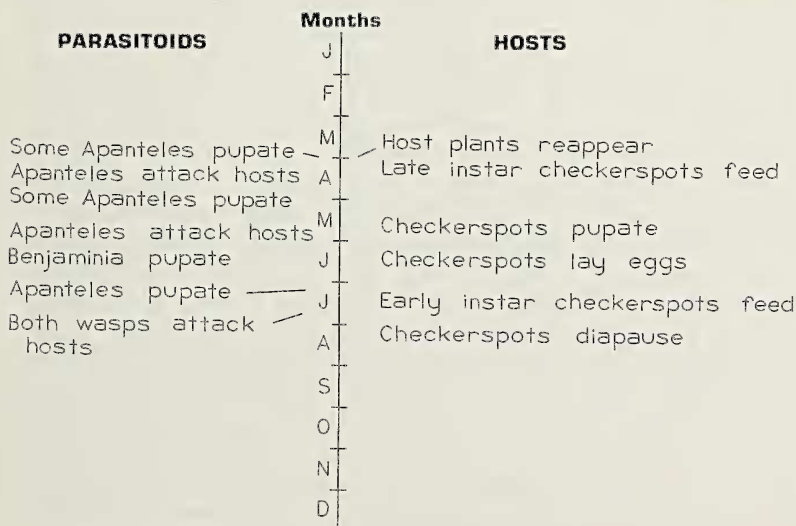 Months
PARASITOIDS
HOSTS
J
F
M
A
M
J
J
A
S
O
N
D
Some Apanteles pupate
Apanteles attack hosts
Some Apanteles pupate
Apanteles attack hosts
Benjaminia pupate
Apanteles pupate
Both wasps attack
hosts
Host plants reappear
Late instar checkerspots feed
Checkerspots pupate
Checkerspots lay eggs
Early instar checkerspots feed
Checkerspots diapause